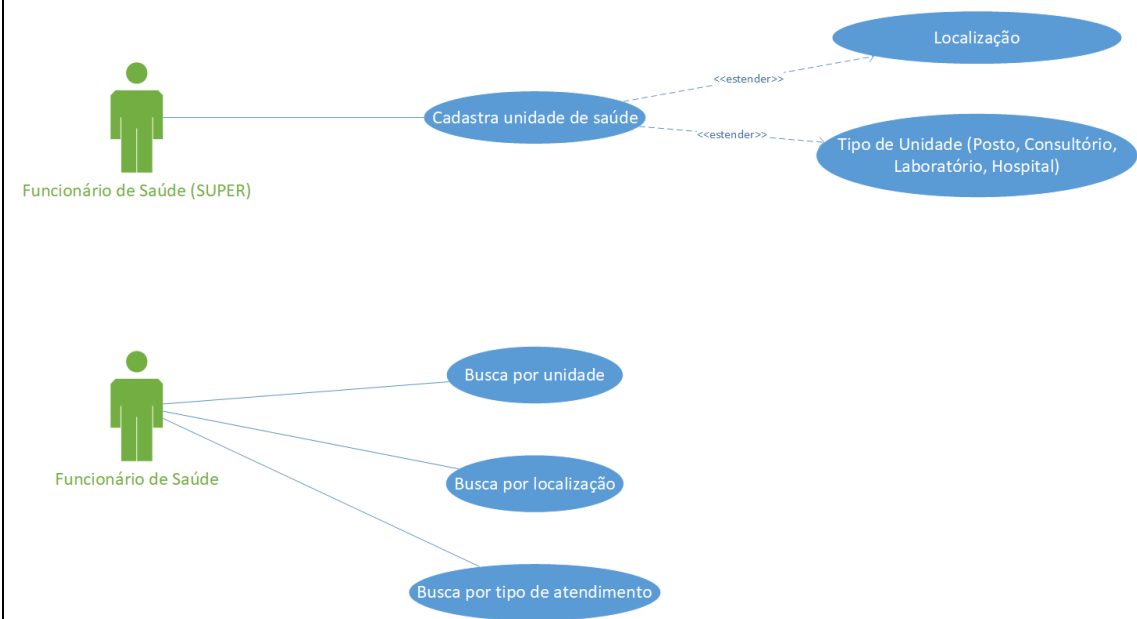 Localização
<<estender>>
Cadastra unidade de saúde
<<estender>>
Tipo de Unidade (Posto, Consultório,
Laboratório, Hospital)
Funcionário de Saúde (SUPER)
Busca por unidade
Funcionário de Saúde
Busca por localização
Busca por tipo de atendimento